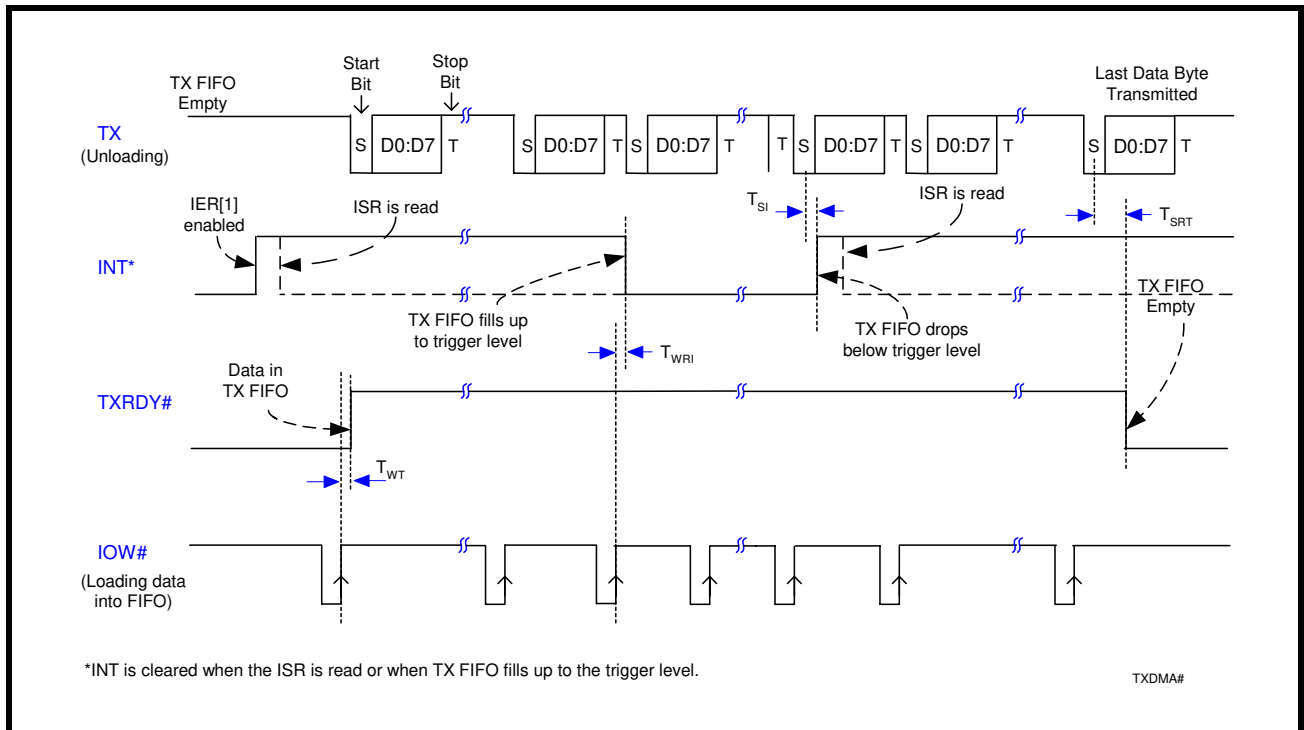 Start
Bit
Stop
Bit
TX FIFO
Empty
Last Data Byte
Transmitted
TX
(Unloading)
S D0:D7 T S D0:D7 T S D0:D7 T T S D0:D7 T S D0:D7 T S D0:D7 T
IER[1]
enabled
ISR is read
TSI
ISR is read
TSRT
INT*
TX FIFO fills up
to trigger level
TX FIFO drops
below trigger level
TX FIFO
Empty
TWRI
Data in
TX FIFO
TXRDY#
TWT
IOW#
(Loading data
into FIFO)
*INT is cleared when the ISR is read or when TX FIFO fills up to the trigger level.
TXDMA#